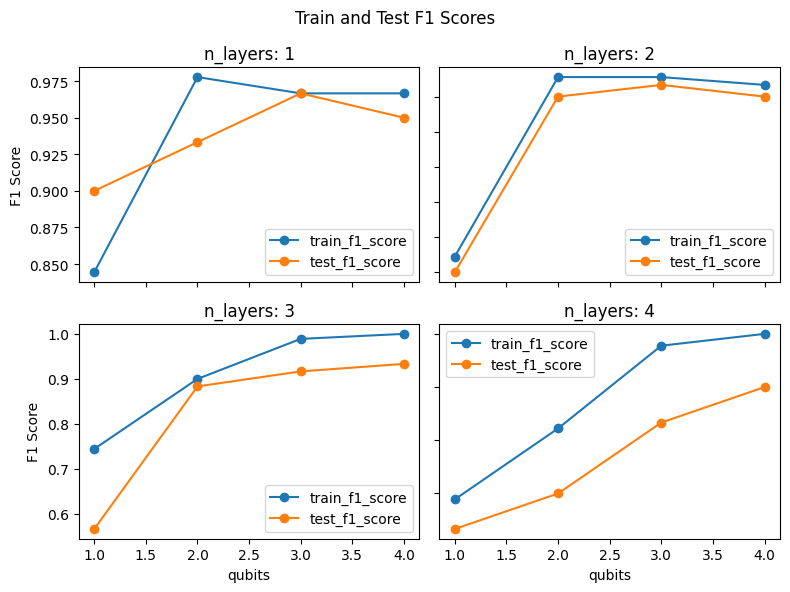 Train and Test F1 Scores
n_layers: 1
n_layers: 2
0.975
0.950
0.925
0.900
0.875
0.850
F1 Score
train_f1_score
test_f1_score
train_f1_score
test_f1_score
n_layers: 3
n_layers: 4
1.0
0.9
0.8
0.7
0.6
F1 Score
train_f1_score
test_f1_score
train_f1_score
test_f1_score
1.0 1.5 2.0 2.5 3.0 3.5 4.0
1.0 1.5 2.0 2.5 3.0 3.5 4.0
qubits
qubits